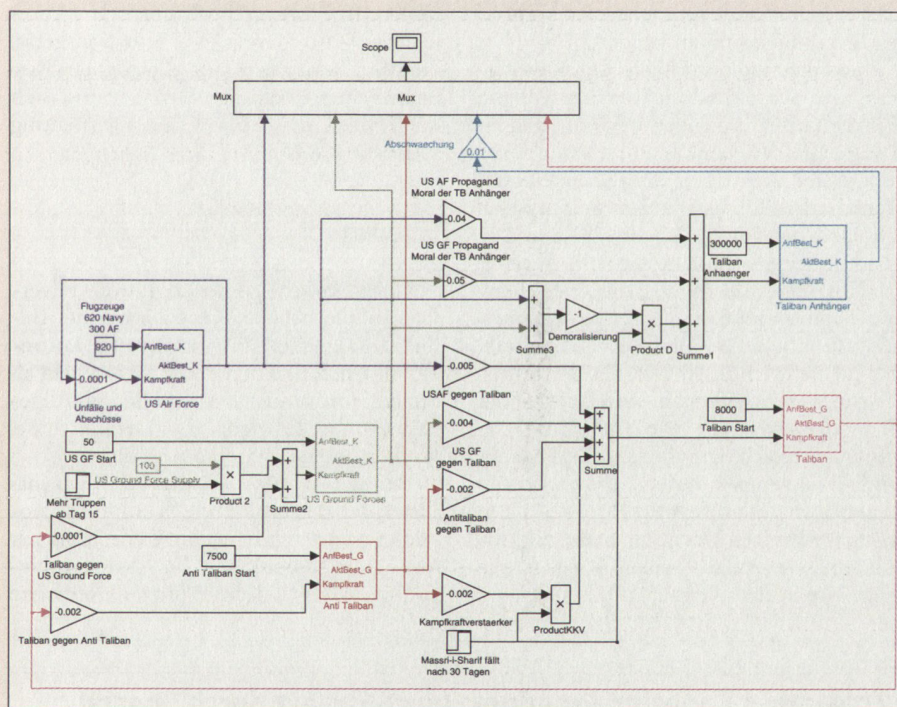 Scope
Mux
Mux
Abschwaechung
0.01
US AF Propagand
Moral der TB Anhänger
-0.04
US GF Propagand
Moral der TB Anhänger
-0.05
300000
Taliban
Anhaenger
AnfBest_K
AktBest_K
Kampfkraft
Taliban Anhänger
Flugzeuge
620 Navy
300 AF
920
AnfBest_K
AktBest_K
Kampfkraft
US Air Force
-0.0001
Unfälle und
Abschüsse
Summe3
-1
Demoralisierung
Product D
Summe1
-0.005
USAF gegen Taliban
50
US GF Start
100
US Ground Force Supply
Mehr Truppen
ab Tag 15
Product 2
Summe2
AnfBest_K
AktBest_K
Kampfkraft
US Ground Forces
-0.004
US GF
gegen Taliban
-0.002
Antitaliban
gegen Taliban
Summe
8000
Taliban Start
AnfBest_G
AktBest_G
Kampfkraft
Taliban
-0.0001
Taliban gegen
US Ground Force
7500
Anti Taliban Start
AnfBest_G
AktBest_G
Kampfkraft
Anti Taliban
-0.002
Taliban gegen Anti Taliban
-0.002
Kampfkraftverstaerker
ProductKKV
Massri-i-Sharif fällt
nach 30 Tagen